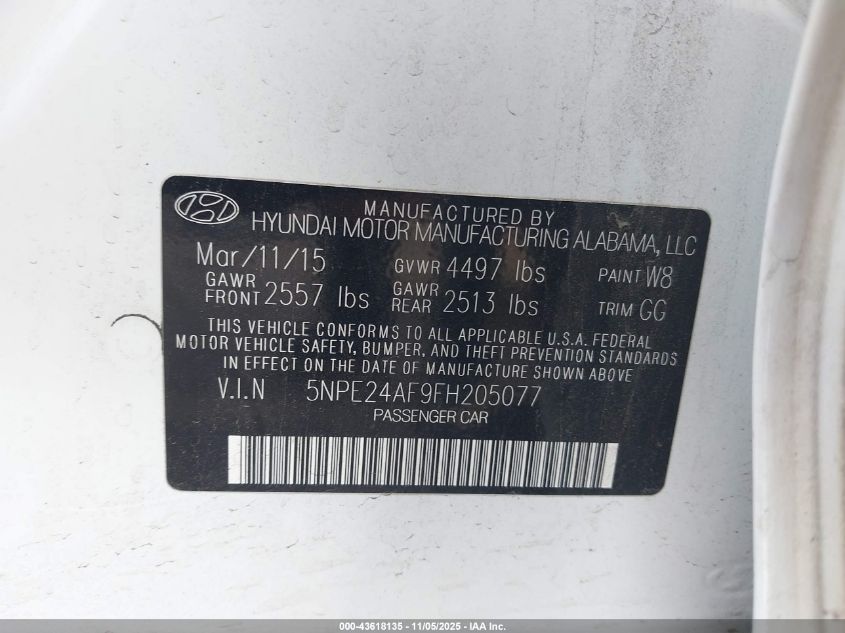 MANUFACTURED BY
HYUNDAI MOTOR MANUFACTURING ALABAMA, LLC
Mar/11/15 GVWR 4497 lbs PAINT W8
GAWR FRONT 2557 lbs GAWR REAR 2513 lbs TRIM GG
THIS VEHICLE CONFORMS TO ALL APPLICABLE U.S.A. FEDERAL
MOTOR VEHICLE SAFETY, BUMPER, AND THEFT PREVENTION STANDARDS
IN EFFECT ON THE DATE OF MANUFACTURE SHOWN ABOVE
V.I.N 5NPE24AF9FH205077
PASSENGER CAR
000-43618135 - 11/05/2025 - IAA Inc.